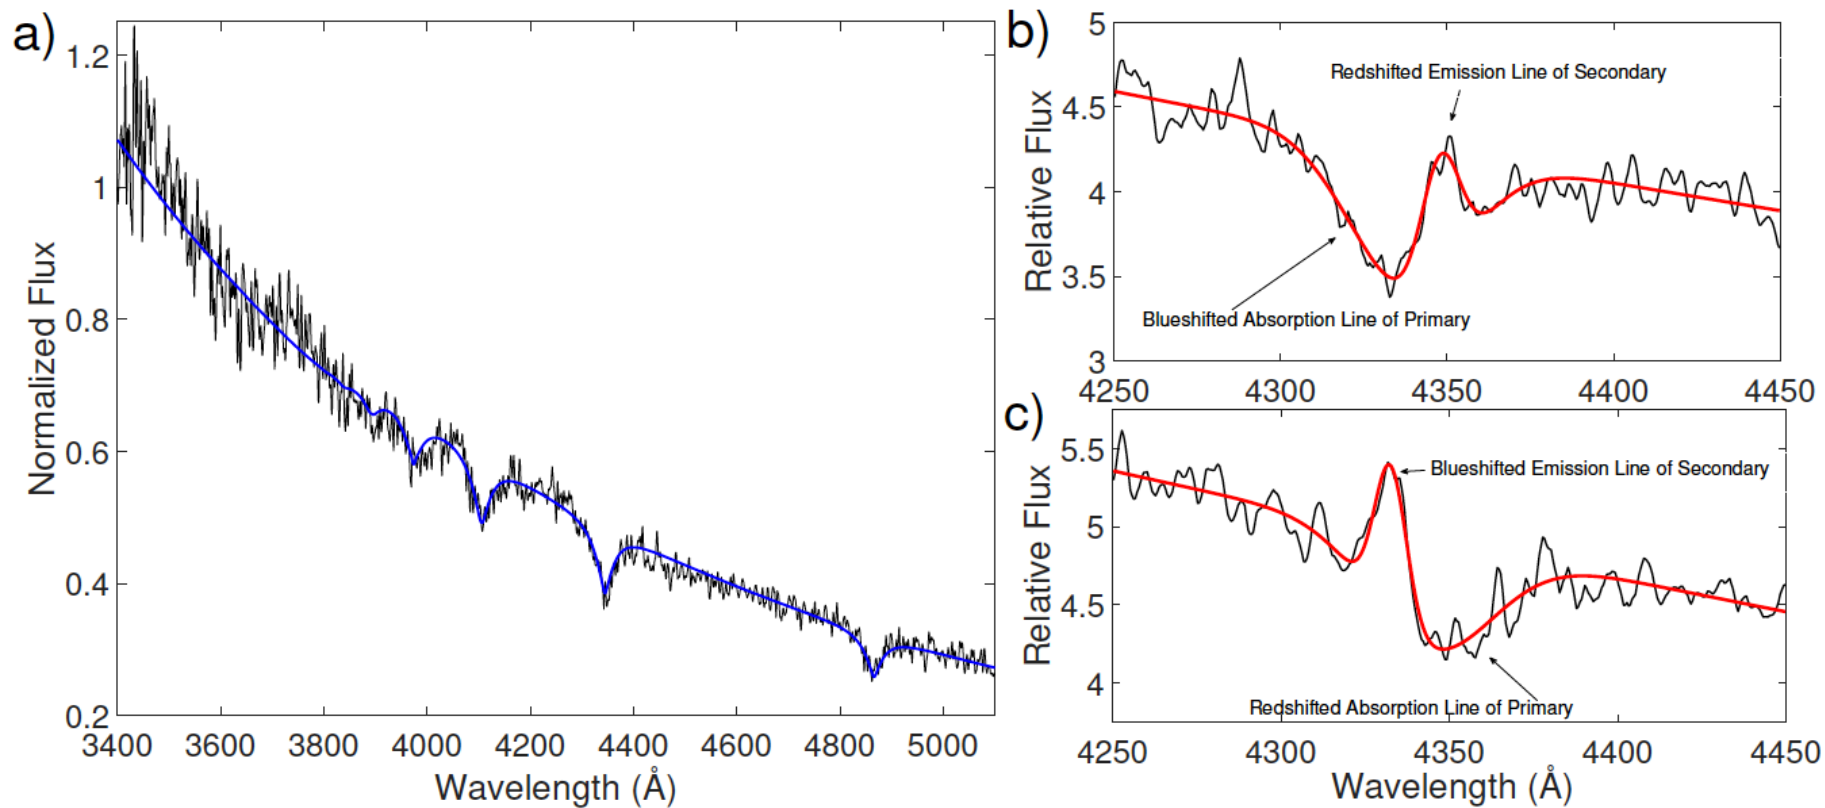 a)
1.2
1
0.8
0.6
0.4
0.2
Normalized Flux
3400 3600 3800 4000 4200 4400 4600 4800 5000
Wavelength (Å)
b)
5
4.5
4
3.5
3
Relative Flux
Redshifted Emission Line of Secondary
Blueshifted Absorption Line of Primary
4250 4300 4350 4400 4450
c)
5.5
5
4.5
4
Relative Flux
Blueshifted Emission Line of Secondary
Redshifted Absorption Line of Primary
4250 4300 4350 4400 4450
Wavelength (Å)